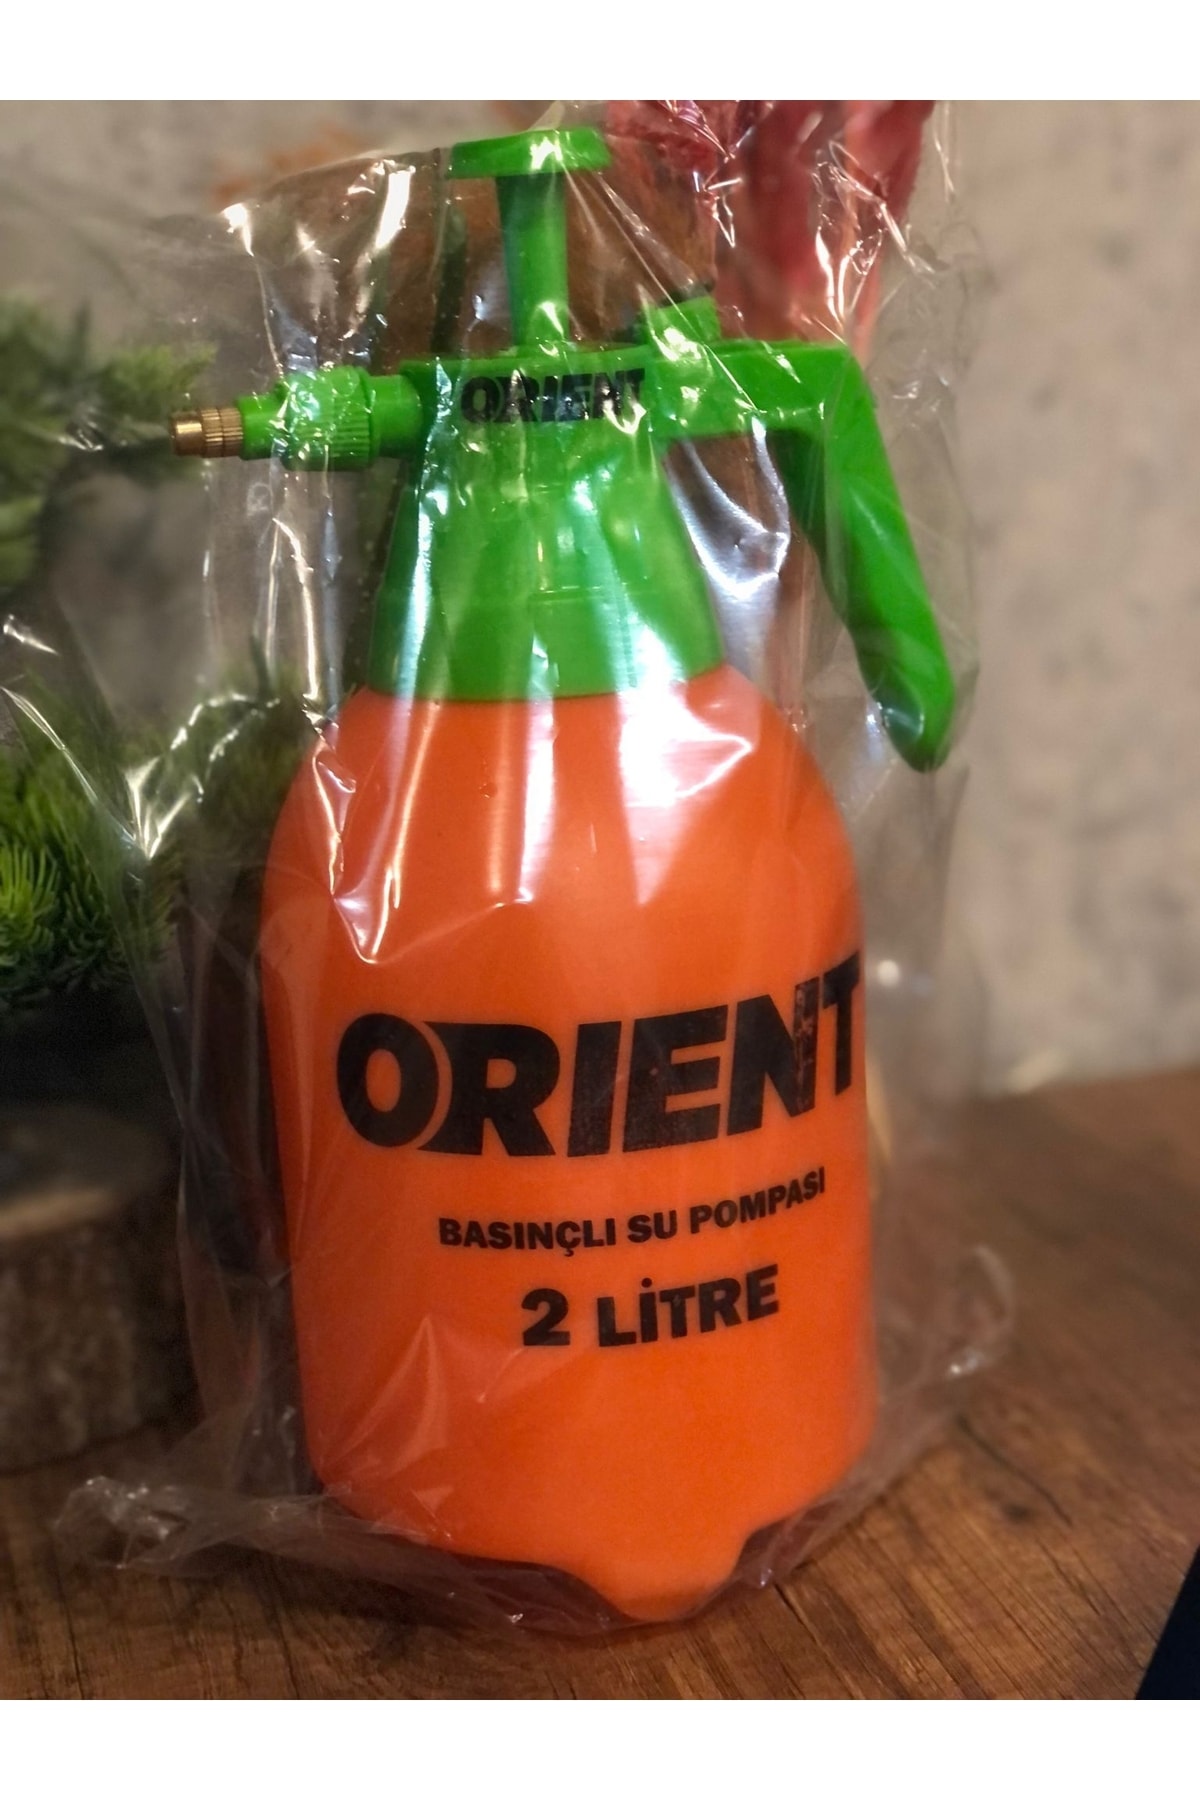 ORIENT
ORIENT
BASINÇLI SU POMPASI
2 LİTRE